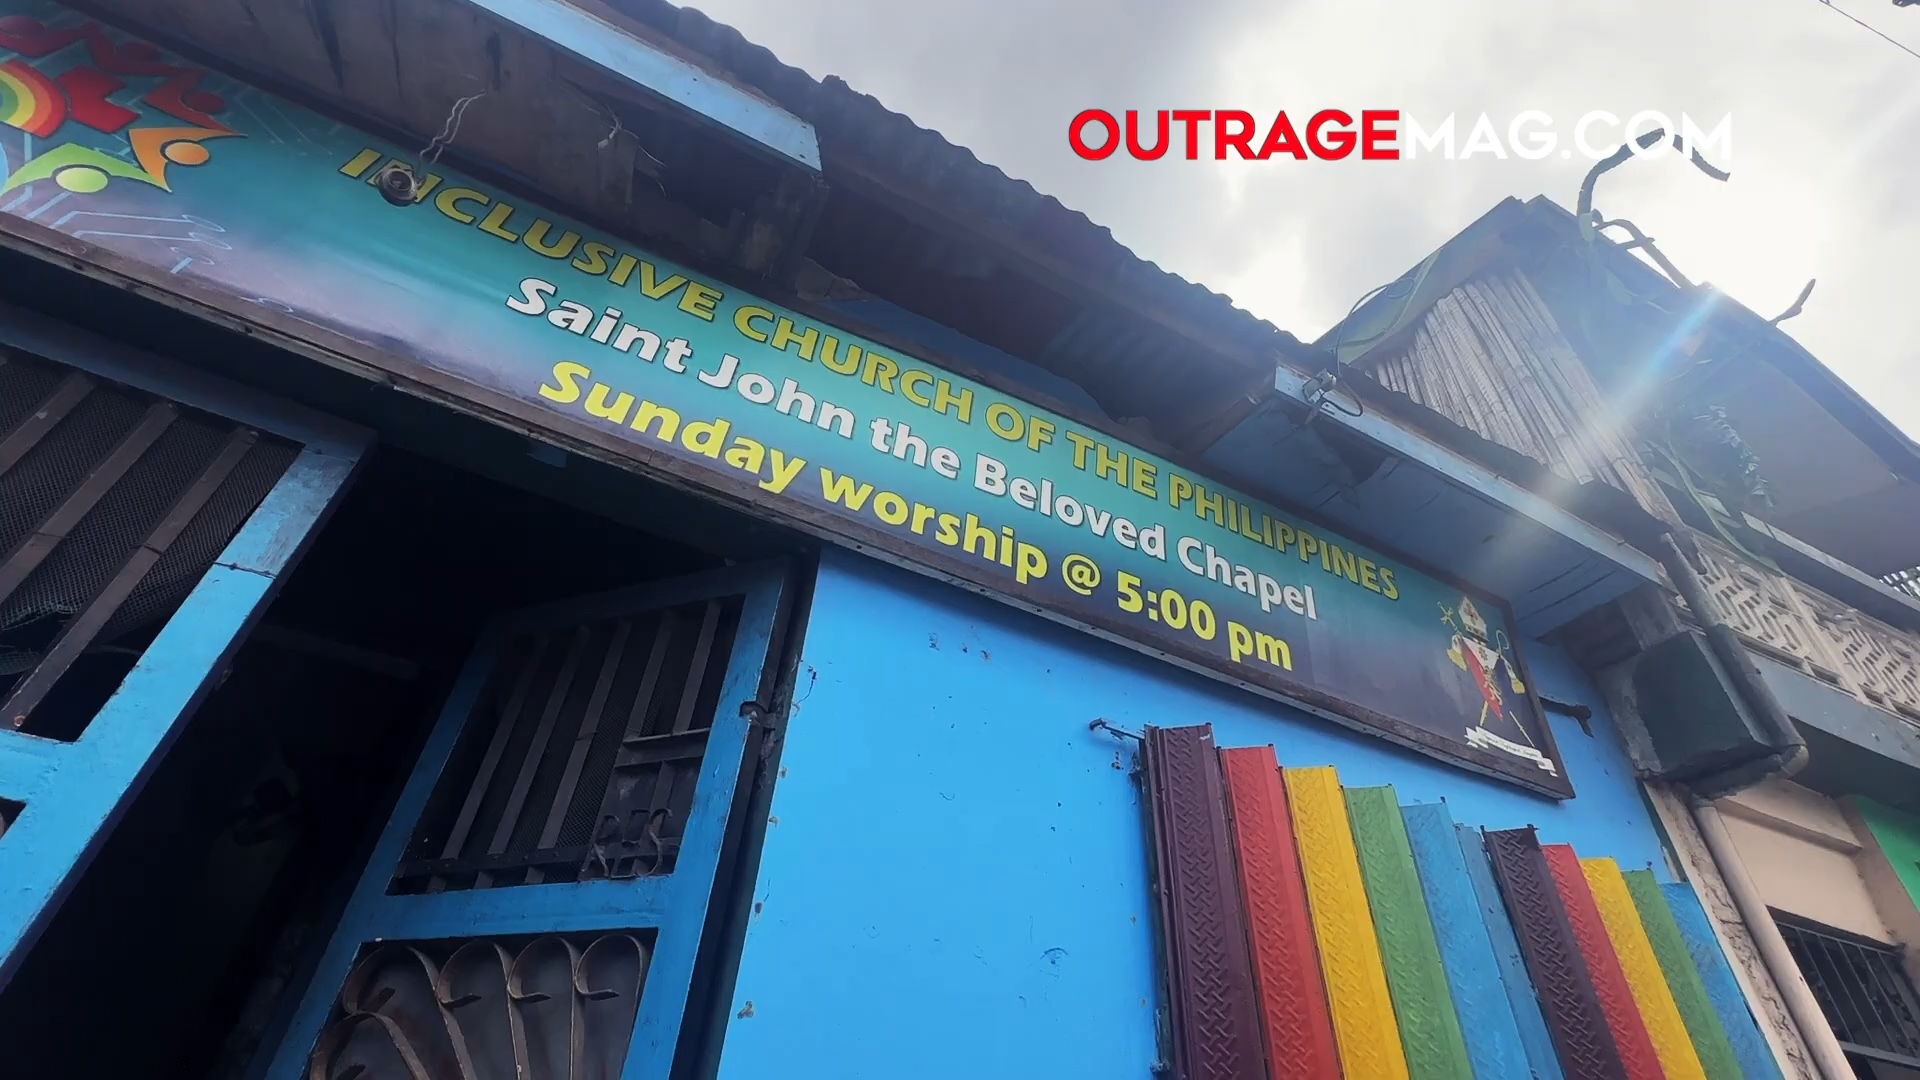 OUTRAGEMAG.COM
INCLUSIVE CHURCH OF THE PHILIPPINES
Saint John the Beloved Chapel
Sunday worship @ 5:00 pm